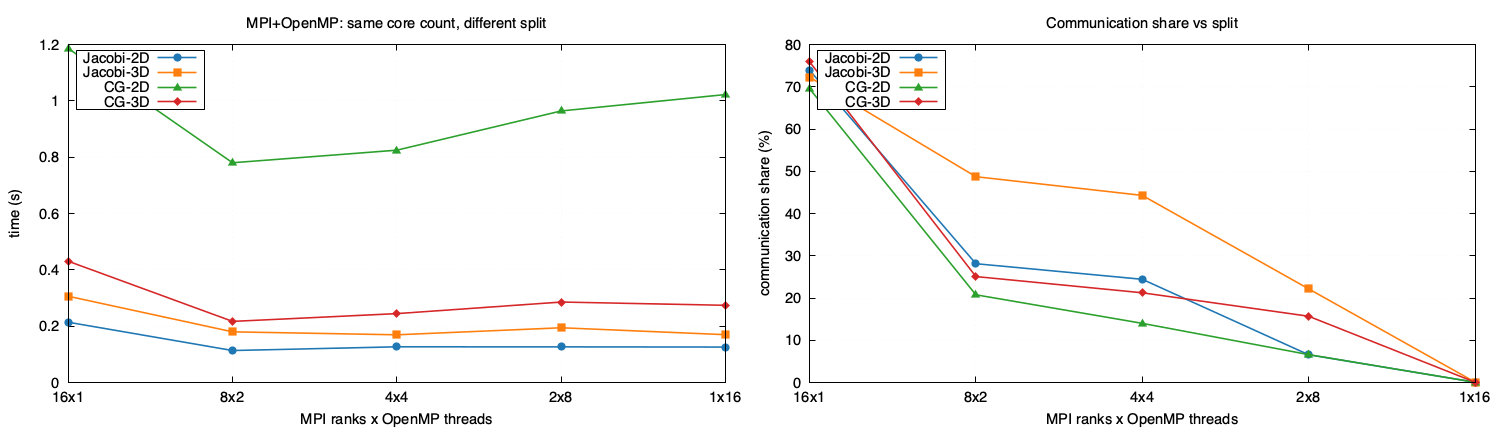 MPI+OpenMP: same core count, different split
1.2
1
0.8
0.6
0.4
0.2
0
time (s)
Jacobi-2D
Jacobi-3D
CG-2D
CG-3D
16x1
8x2
4x4
2x8
1x16
MPI ranks x OpenMP threads
Communication share vs split
80
70
60
50
40
30
20
10
0
communication share (%)
Jacobi-2D
Jacobi-3D
CG-2D
CG-3D
16x1
8x2
4x4
2x8
1x16
MPI ranks x OpenMP threads